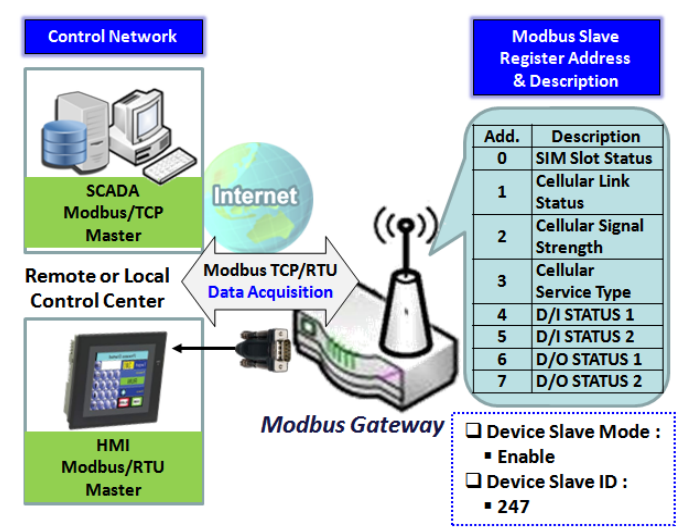 Control Network
SCADA
Modbus/TCP
Master
Internet
Modbus TCP/RTU
Data Acquisition
Remote or Local
Control Center
HMI
Modbus/RTU
Master
Modbus Gateway
Modbus Slave
Register Address
& Description
Add. Description
0 SIM Slot Status
1 Cellular Link
Status
2 Cellular Signal
Strength
3 Cellular
Service Type
4 D/I STATUS 1
5 D/I STATUS 2
6 D/O STATUS 1
7 D/O STATUS 2
❑ Device Slave Mode :
▪ Enable
❑ Device Slave ID :
▪ 247